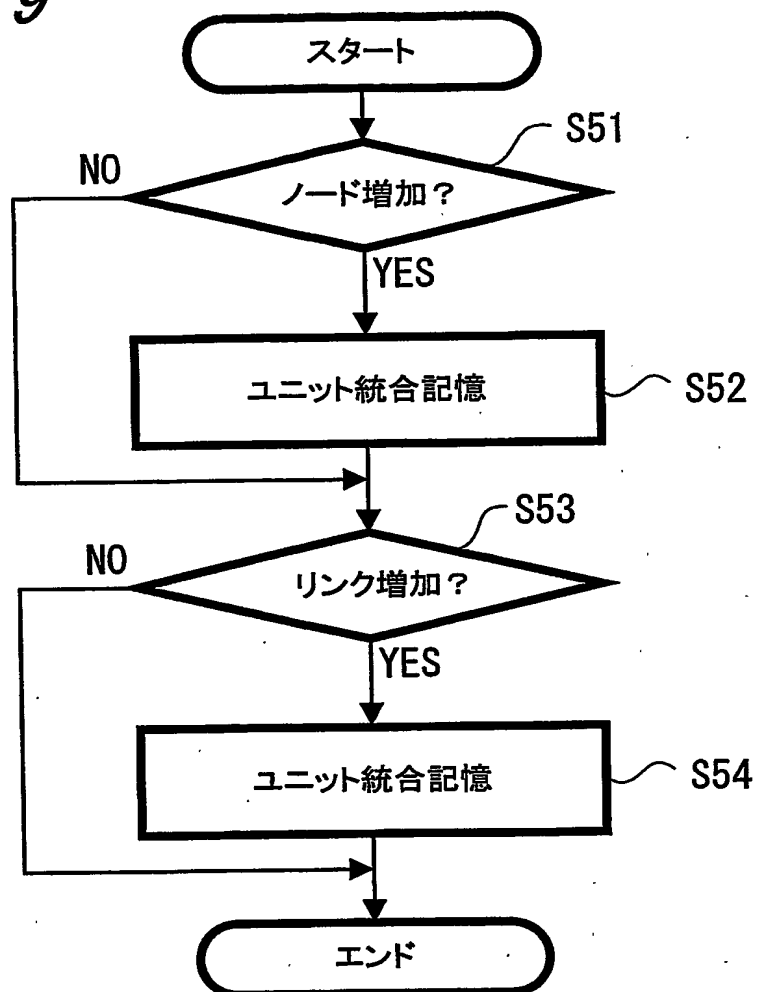 9
スタート
S51
NO
ノード増加?
YES
ユニット統合記憶
S52
S53
NO
リンク増加?
YES
ユニット統合記憶
S54
エンド